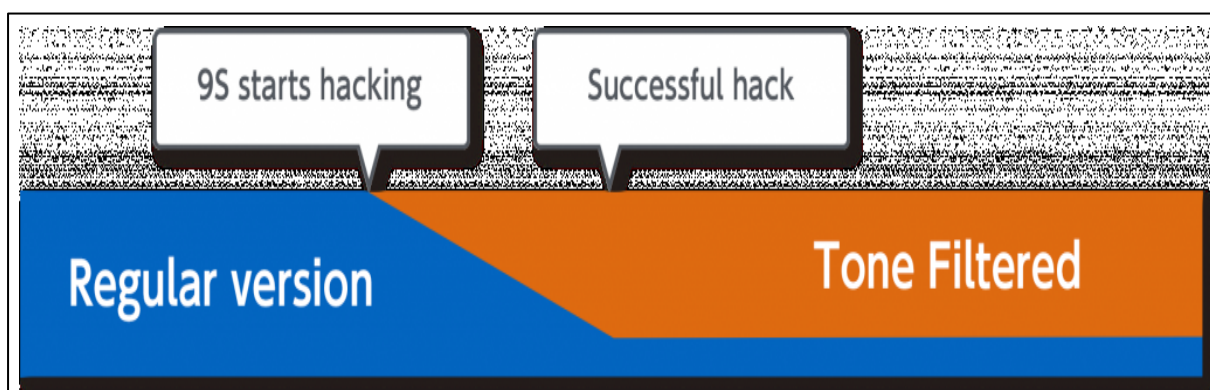 9S starts hacking
Successful hack
Regular version
Tone Filtered